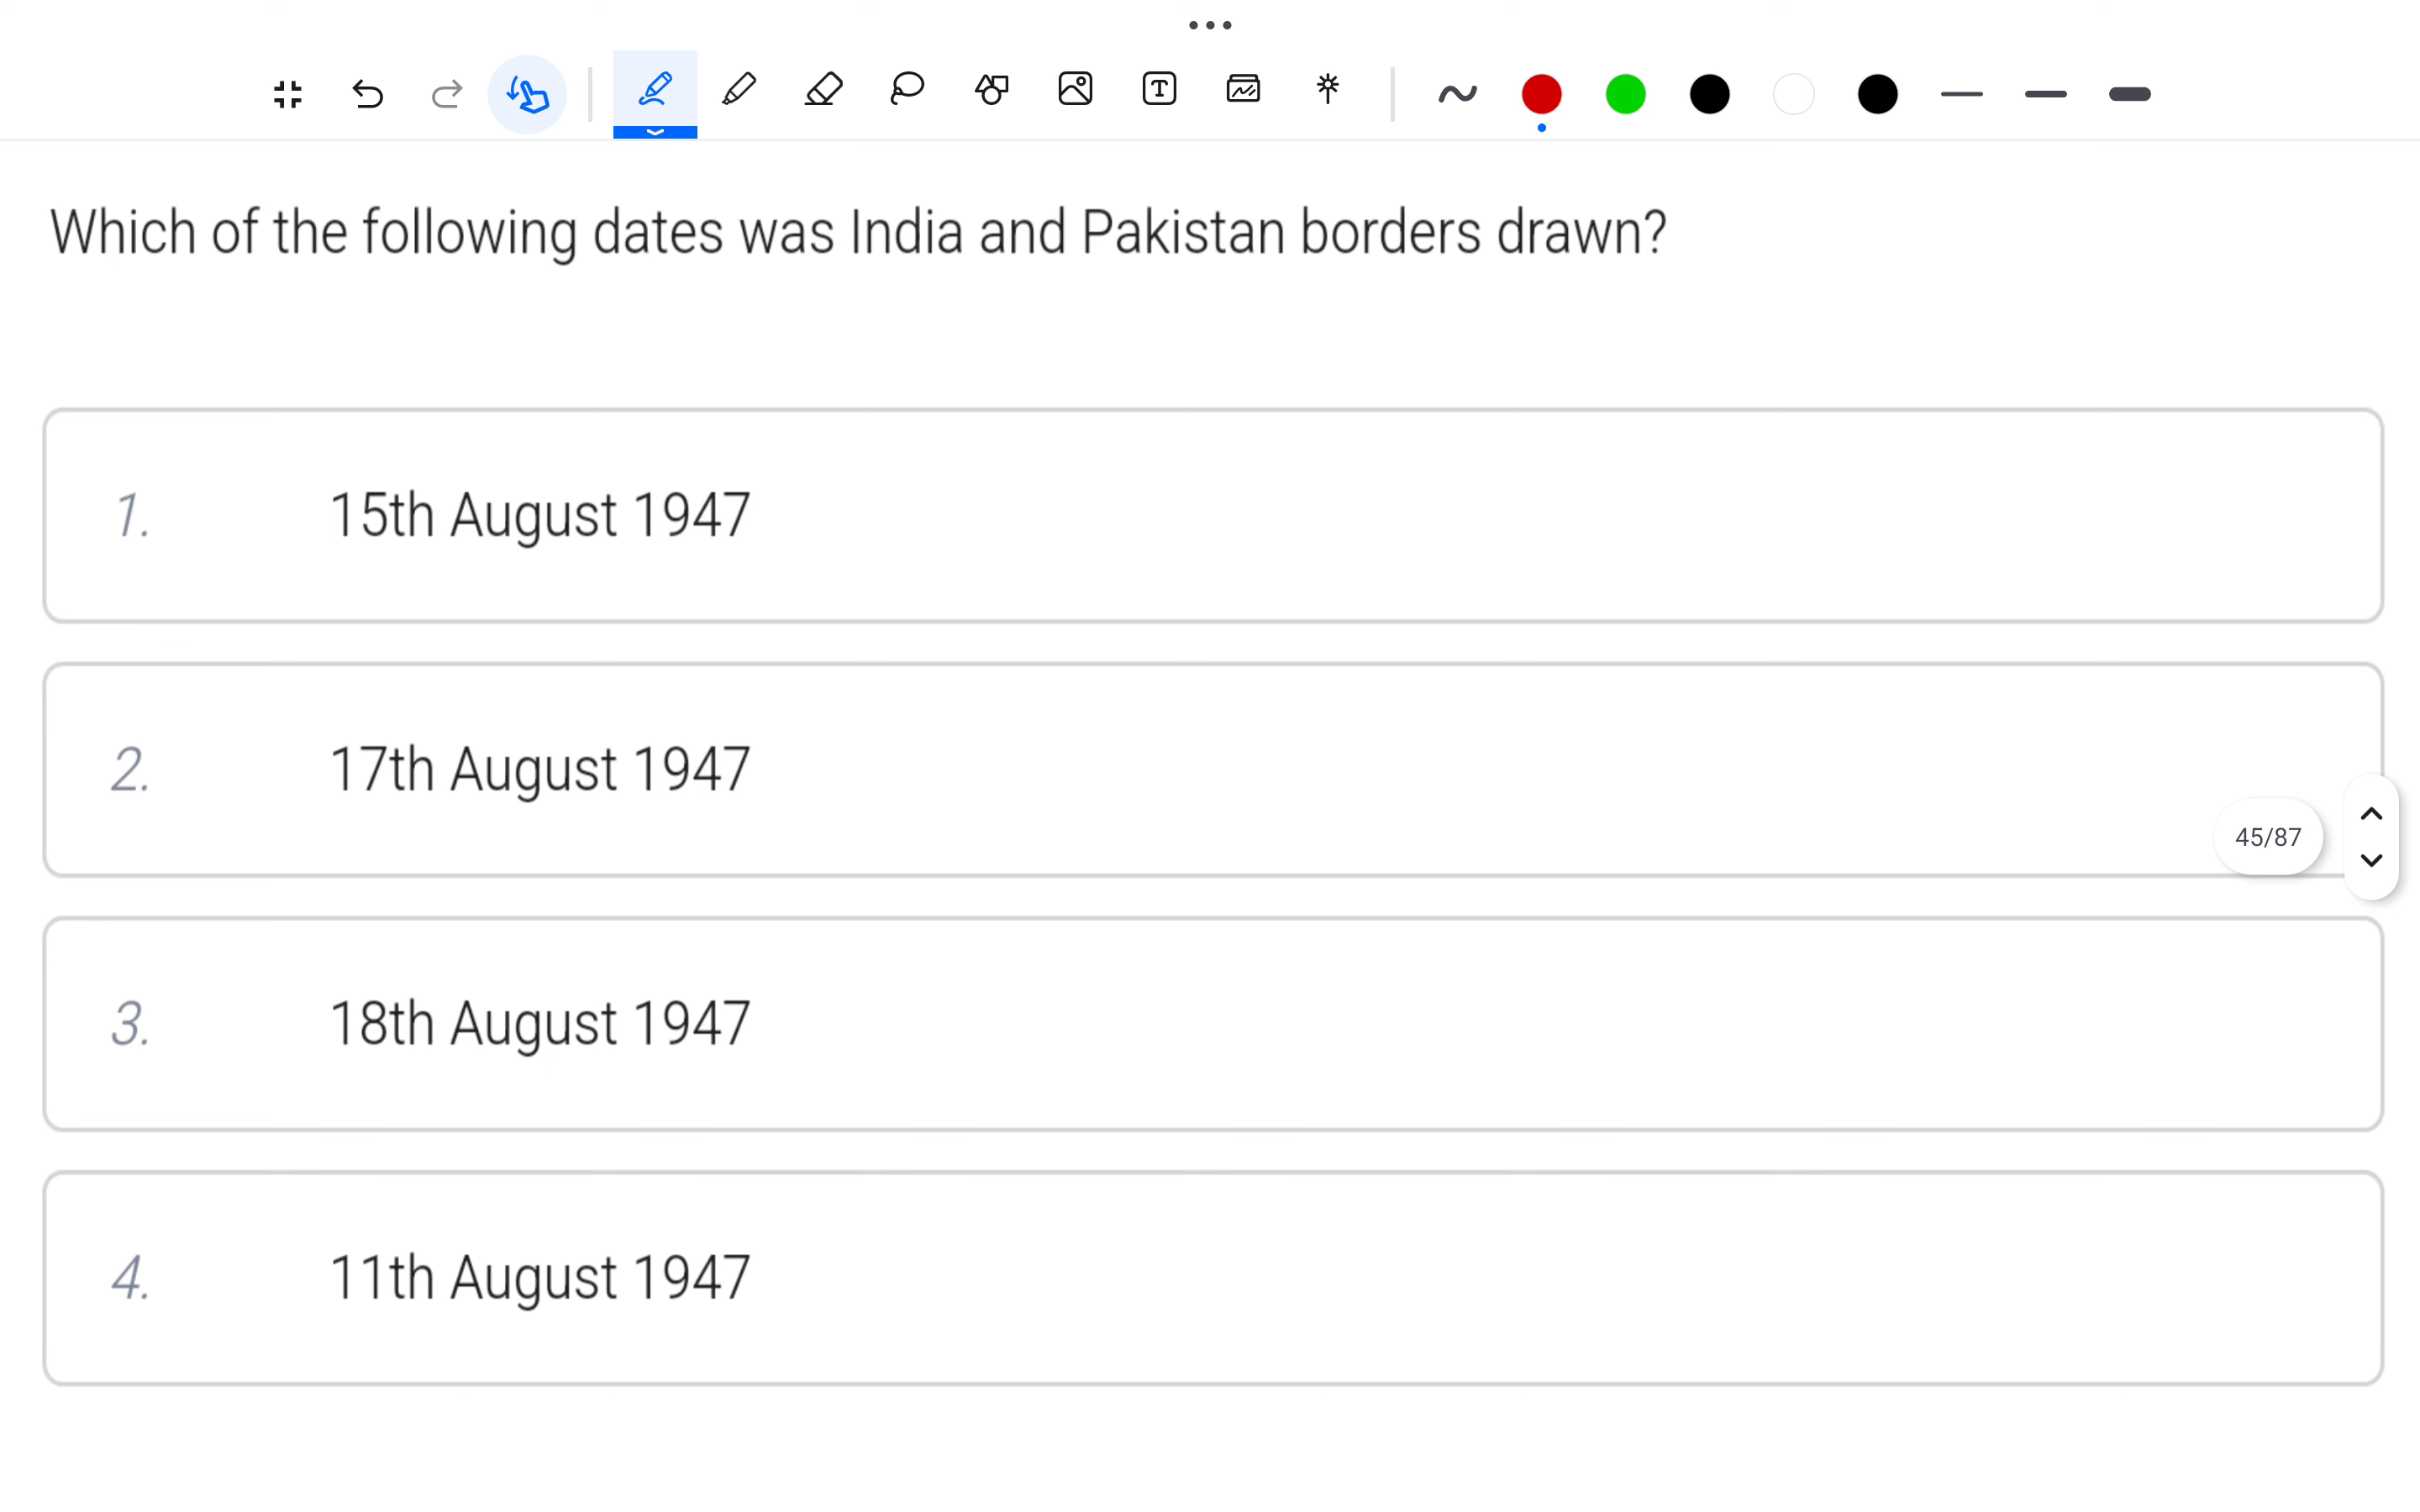 Which of the following dates was India and Pakistan borders drawn?
1. 15th August 1947
2. 17th August 1947
45/87
3. 18th August 1947
4. 11th August 1947